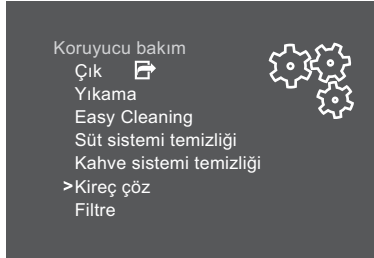 Koruyucu bakım
Çık
Yıkama
Easy Cleaning
Süt sistemi temizliği
Kahve sistemi temizliği
>Kireç çöz
Filtre